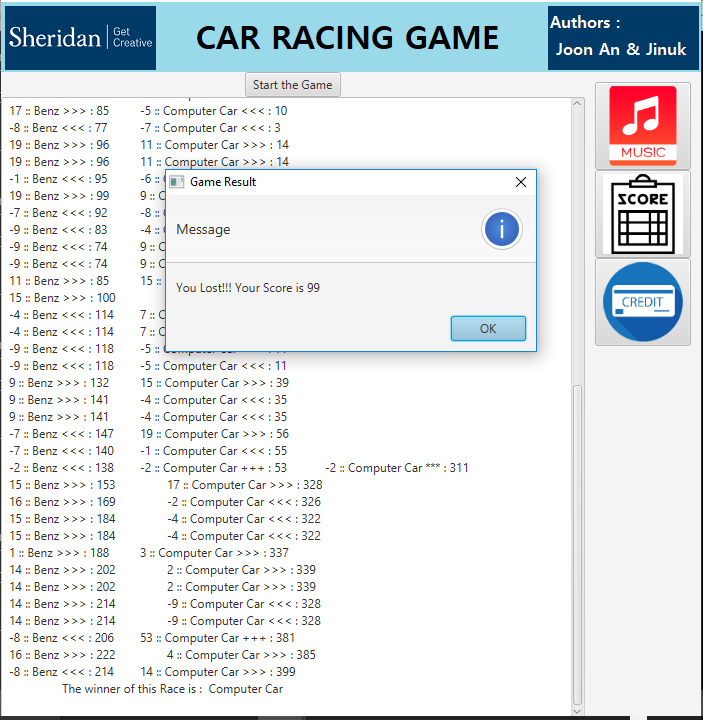 Sheridan | Get Creative
CAR RACING GAME
Authors :
Joon An & Jinuk
Start the Game
17 :: Benz >>> : 85 -5 :: Computer Car <<< : 10
-8 :: Benz <<< : 77 -7 :: Computer Car <<< : 3
19 :: Benz >>> : 96 11 :: Computer Car >>> : 14
19 :: Benz >>> : 96 11 :: Computer Car >>> : 14
-1 :: Benz <<< : 95 -6 ::
19 :: Benz >>> : 99 9 ::
-7 :: Benz <<< : 92 -8 ::
-9 :: Benz <<< : 83 -4 ::
-9 :: Benz <<< : 74 9 ::
-9 :: Benz <<< : 74 9 ::
11 :: Benz >>> : 85 15 ::
15 :: Benz >>> : 100
-4 :: Benz <<< : 114 7 ::
-4 :: Benz <<< : 114 7 ::
-9 :: Benz <<< : 118 -5 ::
-9 :: Benz <<< : 118 -5 :: Computer Car <<< : 11
9 :: Benz >>> : 132 15 :: Computer Car >>> : 39
9 :: Benz >>> : 141 -4 :: Computer Car <<< : 35
9 :: Benz >>> : 141 -4 :: Computer Car <<< : 35
-7 :: Benz <<< : 147 19 :: Computer Car >>> : 56
-7 :: Benz <<< : 140 -1 :: Computer Car <<< : 55
-2 :: Benz <<< : 138 -2 :: Computer Car +++ : 53 -2 :: Computer Car *** : 311
15 :: Benz >>> : 153 17 :: Computer Car >>> : 328
16 :: Benz >>> : 169 -2 :: Computer Car <<< : 326
15 :: Benz >>> : 184 -4 :: Computer Car <<< : 322
15 :: Benz >>> : 184 -4 :: Computer Car <<< : 322
1 :: Benz >>> : 188 3 :: Computer Car >>> : 337
14 :: Benz >>> : 202 2 :: Computer Car >>> : 339
14 :: Benz >>> : 202 2 :: Computer Car >>> : 339
14 :: Benz >>> : 214 -9 :: Computer Car <<< : 328
14 :: Benz >>> : 214 -9 :: Computer Car <<< : 328
-8 :: Benz <<< : 206 53 :: Computer Car +++ : 381
16 :: Benz >>> : 222 4 :: Computer Car >>> : 385
-8 :: Benz <<< : 214 14 :: Computer Car >>> : 399
The winner of this Race is : Computer Car
Game Result
Message
You Lost!!! Your Score is 99
OK
MUSIC
SCORE
CREDIT